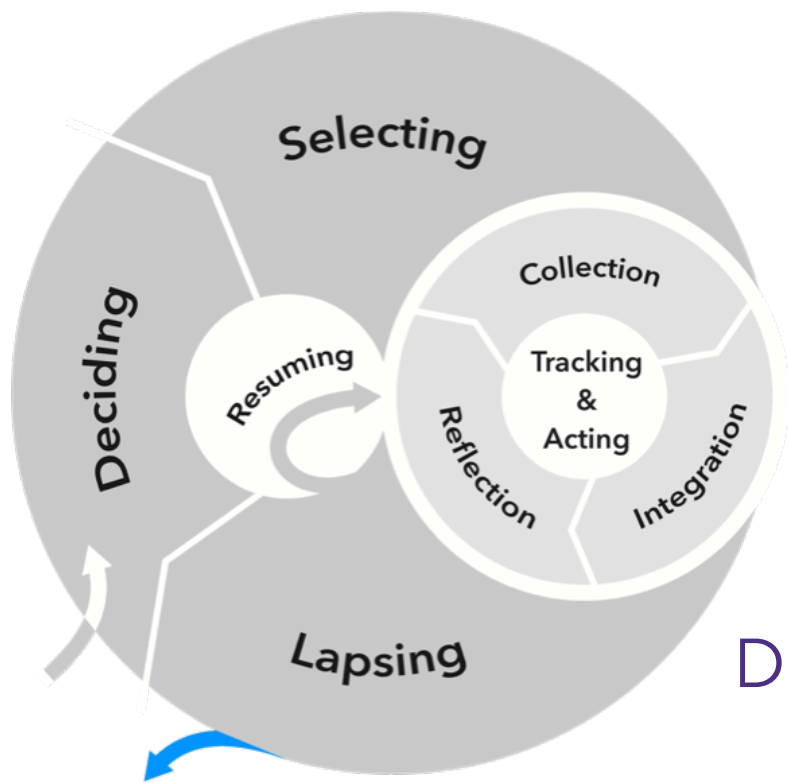 Selecting
Deciding
Resuming
Collection
Tracking
&
Acting
Reflection
Integration
Lapsing
D